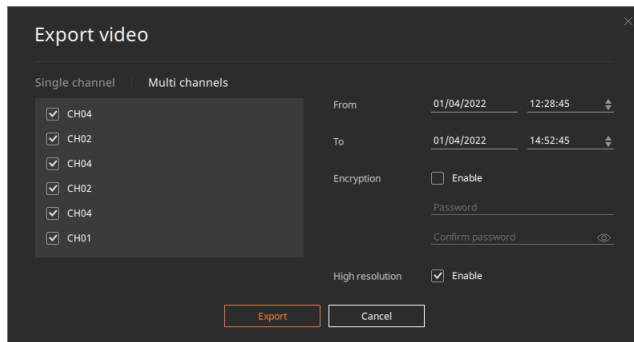 Export video
Single channel Multi channels
CH04
CH02
CH04
CH02
CH04
CH01
From 01/04/2022 12:28:45
To 01/04/2022 14:52:45
Encryption Enable
Password
Confirm password
High resolution Enable
Export Cancel